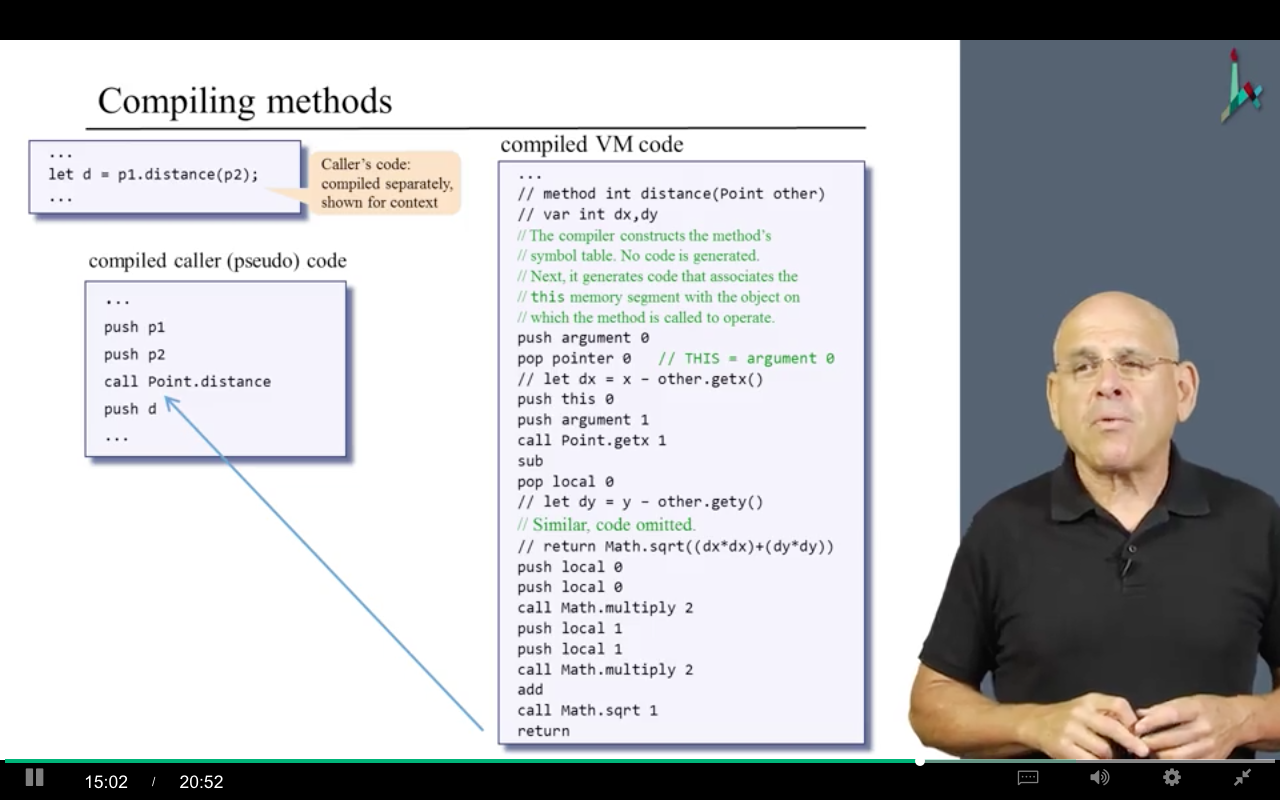 Compiling methods
...
let d = p1.distance(p2);
...
Caller's code:
compiled separately,
shown for context
compiled caller (pseudo) code
...
push p1
push p2
call Point.distance
push d
...
compiled VM code
...
// method int distance(Point other)
// var int dx,dy
// The compiler constructs the method's
// symbol table. No code is generated.
// Next, it generates code that associates the
// this memory segment with the object on
// which the method is called to operate.
push argument 0
pop pointer 0 // THIS = argument 0
// let dx = x – other.getx()
push this 0
push argument 1
call Point.getx 1
sub
pop local 0
// let dy = y – other.gety()
// Similar, code omitted.
// return Math.sqrt((dx*dx)+(dy*dy))
push local 0
push local 0
call Math.multiply 2
push local 1
push local 1
call Math.multiply 2
add
call Math.sqrt 1
return
15:02 / 20:52